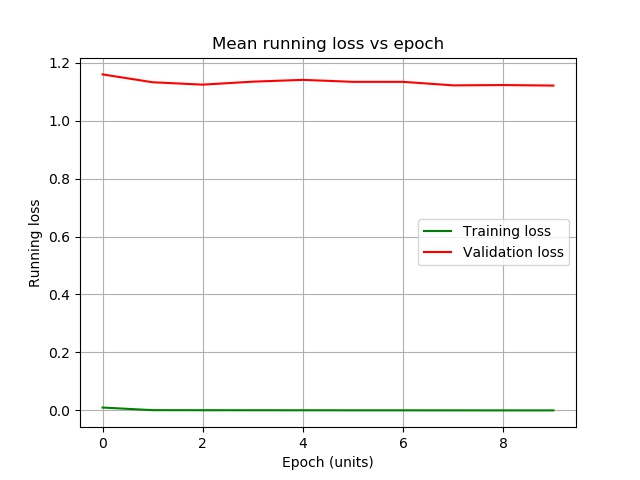 Mean running loss vs epoch
1.2
1.0
0.8
0.6
0.4
0.2
0.0
Running loss
Training loss
Validation loss
0 2 4 6 8
Epoch (units)